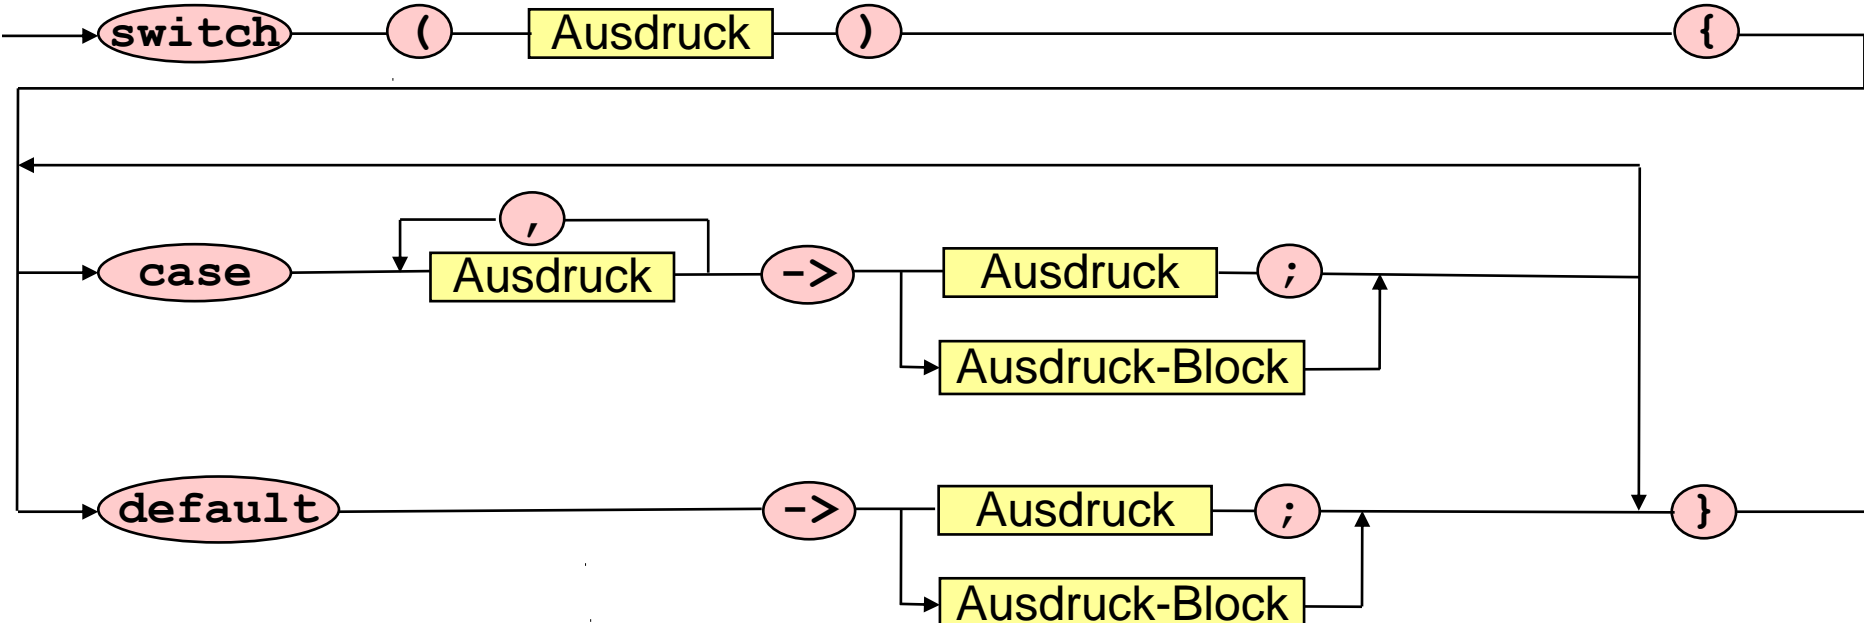 switch ( Ausdruck ) {
,
case Ausdruck -> Ausdruck ;
Ausdruck-Block
default -> Ausdruck ; }
Ausdruck-Block